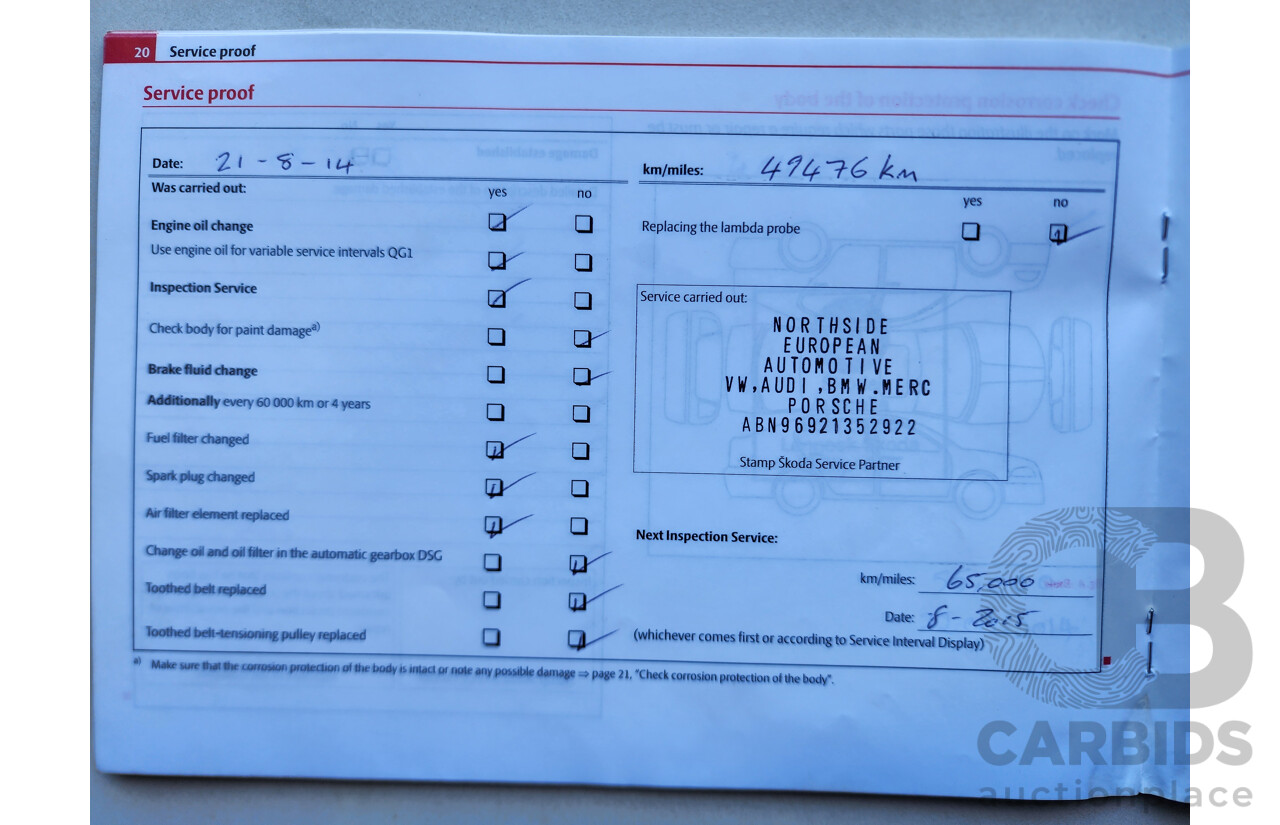 20 Service proof
Service proof
Date: 21-8-14
Was carried out:
yes no
Engine oil change
Use engine oil for variable service intervals QG1
Inspection Service
Check body for paint damage a)
Brake fluid change
Additionally every 60 000 km or 4 years
Fuel filter changed
Spark plug changed
Air filter element replaced
Change oil and oil filter in the automatic gearbox DSG
Toothed belt replaced
Toothed belt-tensioning pulley replaced
km/miles: 49476 km
yes no
Replacing the lambda probe
Service carried out:
NORTHSIDE
EUROPEAN
AUTOMOTIVE
VW,AUDI,BMW.MERC
PORSCHE
ABN96921352922
Stamp Škoda Service Partner
Next Inspection Service:
km/miles: 65,000
Date: 8-2015
(whichever comes first or according to Service Interval Display)
a) Make sure that the corrosion protection of the body is intact or note any possible damage ⇒ page 21, "Check corrosion protection of the body".
CARBIDS
auctionplace